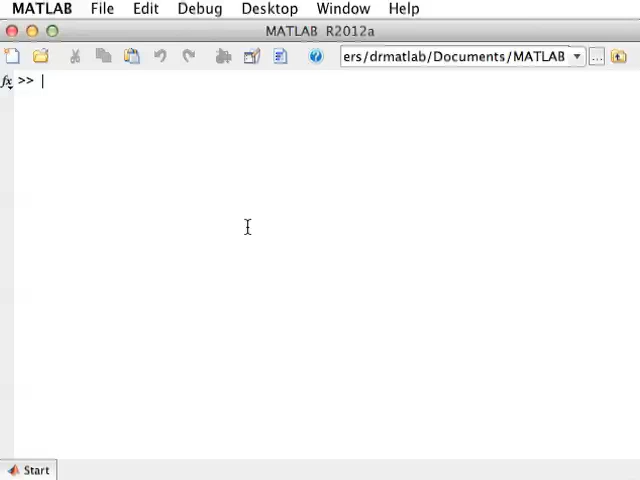 MATLAB File Edit Debug Desktop Window Help
MATLAB R2012a
ers/drmatlab/Documents/MATLAB ...
fx >>
Start